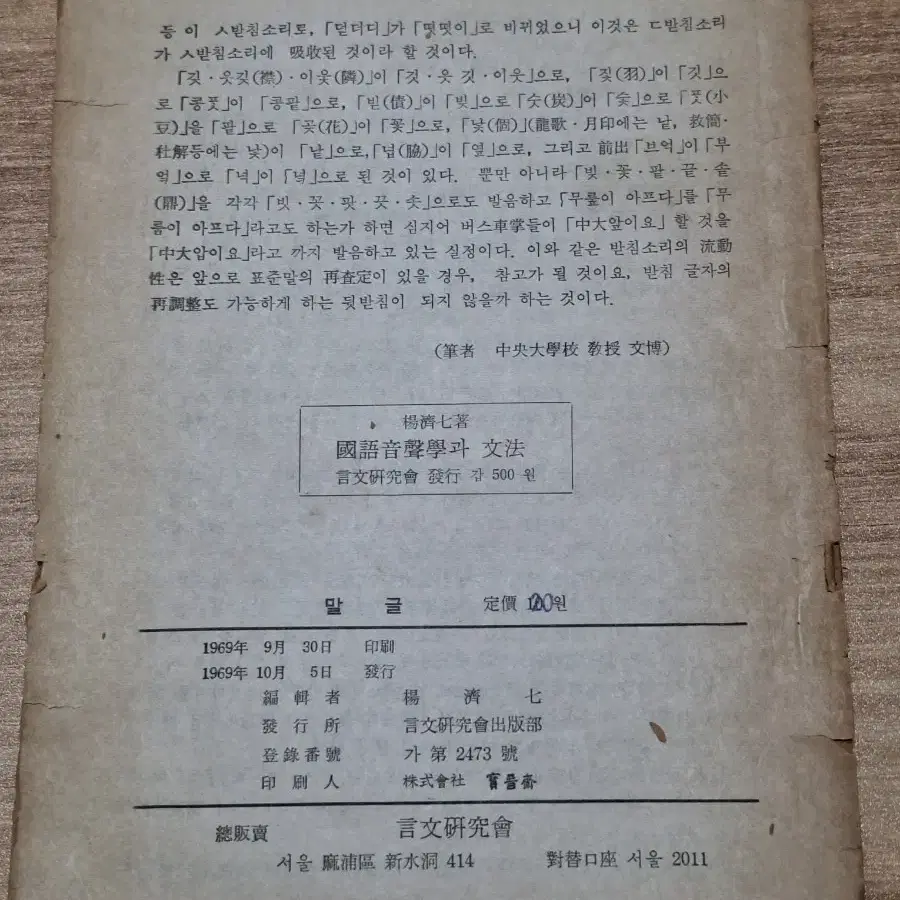 등이 ㅅ받침소리로, 「덛더디」가 「떳떳이」로 비뀌었으니 이것은 ㄷ받침소리
가 ㅅ받침소리에 吸收된 것이라 할 것이다.
「깆·옷깆(襟)·이웆(隣)이 「깃·옷 깃·이웃」으로, 「짗(羽)」이 「깃」으
로 「콩풏」이 「콩팥」으로, 「빋(債)」이 「빚」으로 「숫(炭)」이 「숯」으로 「풏(小
豆)」을 「팥」으로 「곶(花)」이 「꽃」으로, 「낯(個)」(龍歌·月印에는 낱, 救簡·
杜解등에는 낯)이 「낱」으로,「녑(脇)」이 「옆」으로, 그리고 前出 「브억」이 「부
엌」으로 「녁」이 「녘」으로 된 것이 있다. 뿐만 아니라 「빚·꽃·팥·끝·솥
(鼎)」을 각각 「빗·꼿·팟·끗·솟」으로도 발음하고 「무릎이 아프다」를 「무
릅이 아프다」라고도 하는가 하면 심지어 버스車掌들이 「中大앞이요」 할 것을
「中大압이요」라고 까지 발음하고 있는 실정이다. 이와 같은 받침소리의 流動
性은 앞으로 표준말의 再査定이 있을 경우, 참고가 될 것이요, 받침 글자의
再調整도 가능하게 하는 뒷받침이 되지 않을까 하는 것이다.
(筆者 中央大學校 敎授 文博)
楊濟七著
國語音聲學과 文法
言文硏究會 發行 값 500 원
말 글 定價 100원
1969年 9月 30日 印刷
1969年 10月 5日 發行
編輯者 楊濟七
發行所 言文硏究會出版部
登錄番號 가 第 2473 號
印刷人 株式會社 寶晋齋
總販賣 言文硏究會
서울 麻浦區 新水洞 414 對替口座 서울 2011